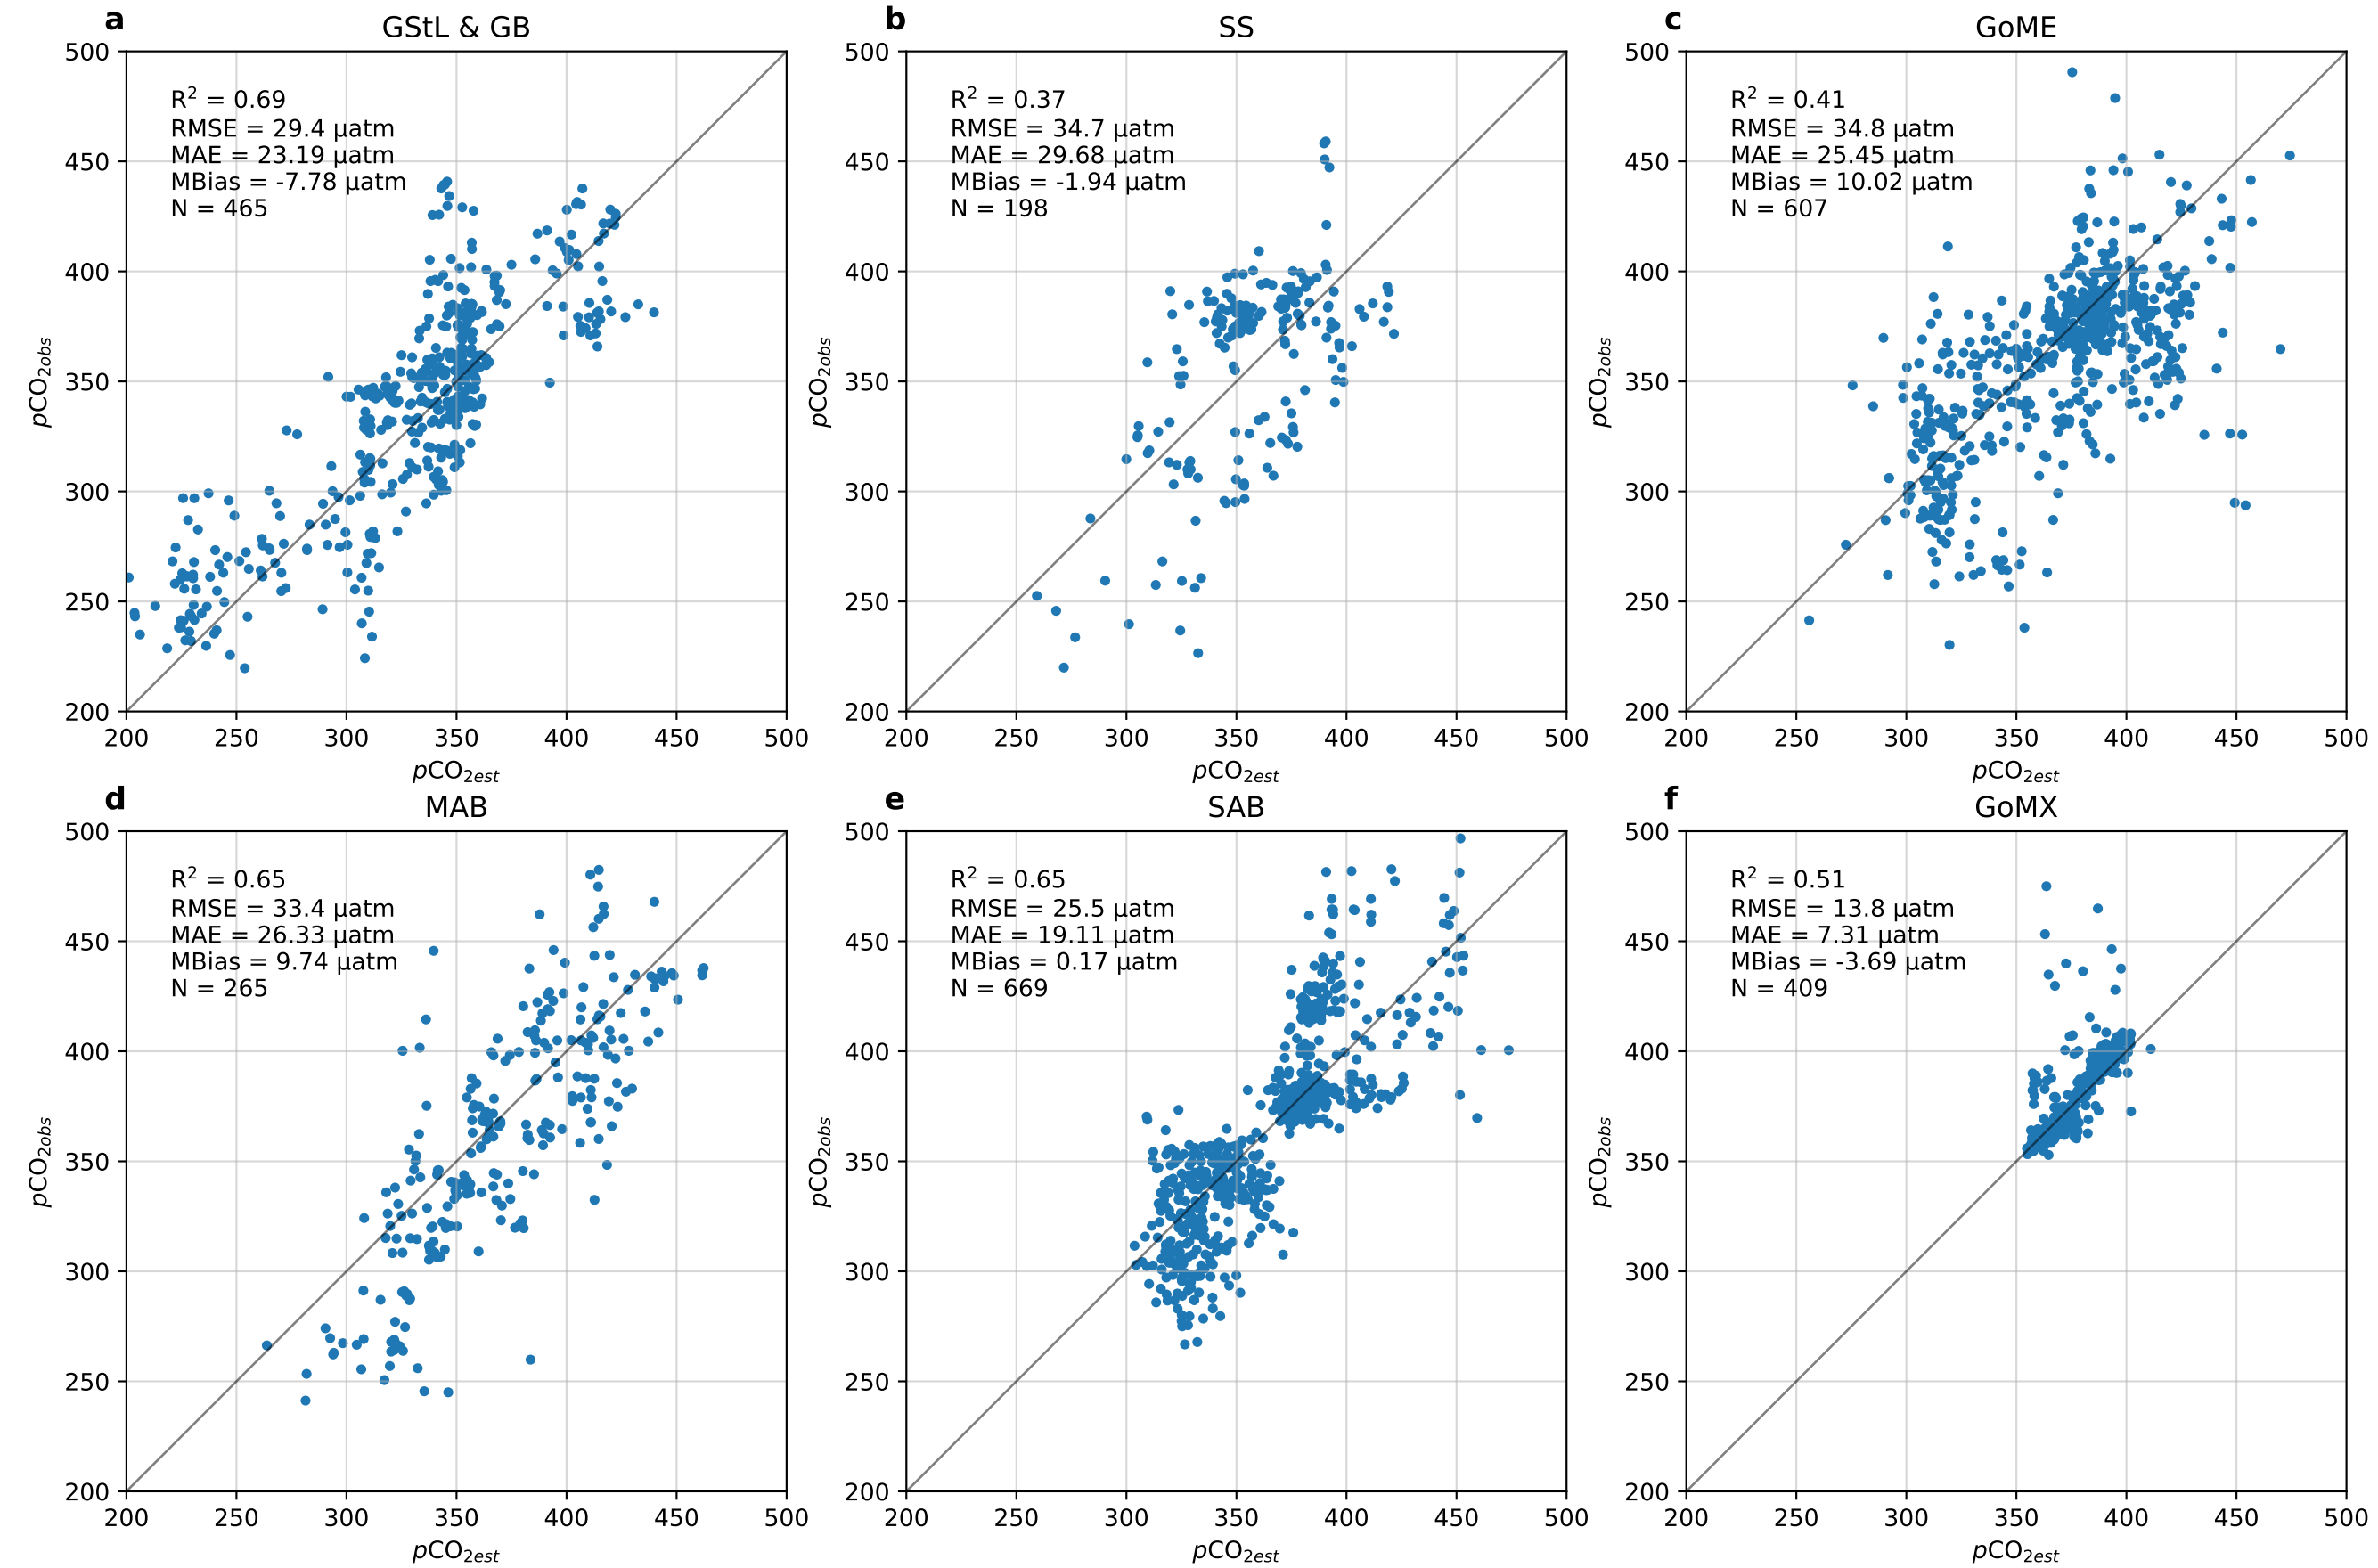 a
GStL & GB
500
450
400
350
300
250
200
pCO2obs
R2 = 0.69
RMSE = 29.4 µatm
MAE = 23.19 µatm
MBias = -7.78 µatm
N = 465
200 250 300 350 400 450 500
pCO2est
b
SS
500
450
400
350
300
250
200
pCO2obs
R2 = 0.37
RMSE = 34.7 µatm
MAE = 29.68 µatm
MBias = -1.94 µatm
N = 198
200 250 300 350 400 450 500
pCO2est
c
GoME
500
450
400
350
300
250
200
pCO2obs
R2 = 0.41
RMSE = 34.8 µatm
MAE = 25.45 µatm
MBias = 10.02 µatm
N = 607
200 250 300 350 400 450 500
pCO2est
d
MAB
500
450
400
350
300
250
200
pCO2obs
R2 = 0.65
RMSE = 33.4 µatm
MAE = 26.33 µatm
MBias = 9.74 µatm
N = 265
200 250 300 350 400 450 500
pCO2est
e
SAB
500
450
400
350
300
250
200
pCO2obs
R2 = 0.65
RMSE = 25.5 µatm
MAE = 19.11 µatm
MBias = 0.17 µatm
N = 669
200 250 300 350 400 450 500
pCO2est
f
GoMX
500
450
400
350
300
250
200
pCO2obs
R2 = 0.51
RMSE = 13.8 µatm
MAE = 7.31 µatm
MBias = -3.69 µatm
N = 409
200 250 300 350 400 450 500
pCO2est